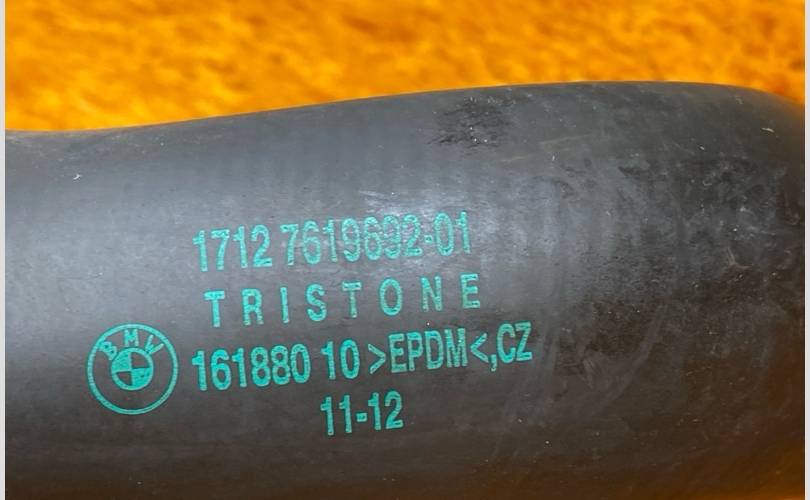 1712 7619692-01
TRISTONE
BMW
161880 10 >EPDM<,CZ
11-12